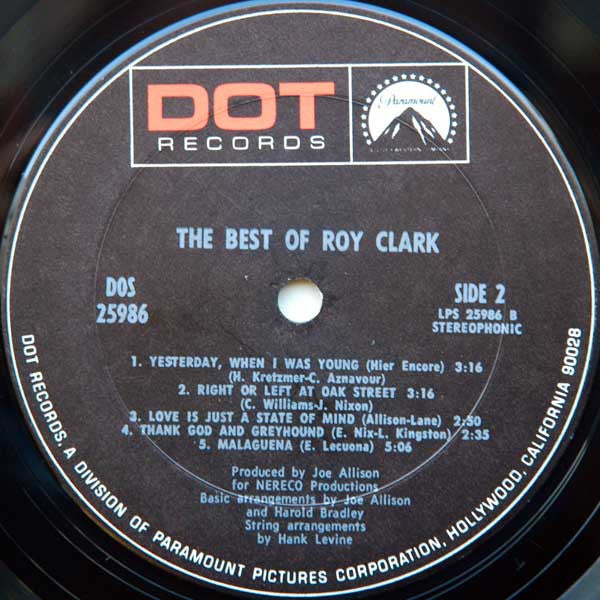 DOT
RECORDS
Paramount
THE BEST OF ROY CLARK
DOS
25986
SIDE 2
LPS 25986 B
STEREOPHONIC
1. YESTERDAY, WHEN I WAS YOUNG (Hier Encore) 3:16
(H. Kretzmer-C. Aznavour)
2. RIGHT OR LEFT AT OAK STREET 3:16
(C. Williams-J. Nixon)
3. LOVE IS JUST A STATE OF MIND (Allison-Lane) 2:50
4. THANK GOD AND GREYHOUND (E. Nix-L. Kingston) 2:35
5. MALAGUENA (E. Lecuona) 5:06
Produced by Joe Allison
for NERECO Productions
Basic arrangements by Joe Allison
and Harold Bradley
String arrangements
by Hank Levine
DOT RECORDS, A DIVISION OF PARAMOUNT PICTURES CORPORATION, HOLLYWOOD, CALIFORNIA 90028